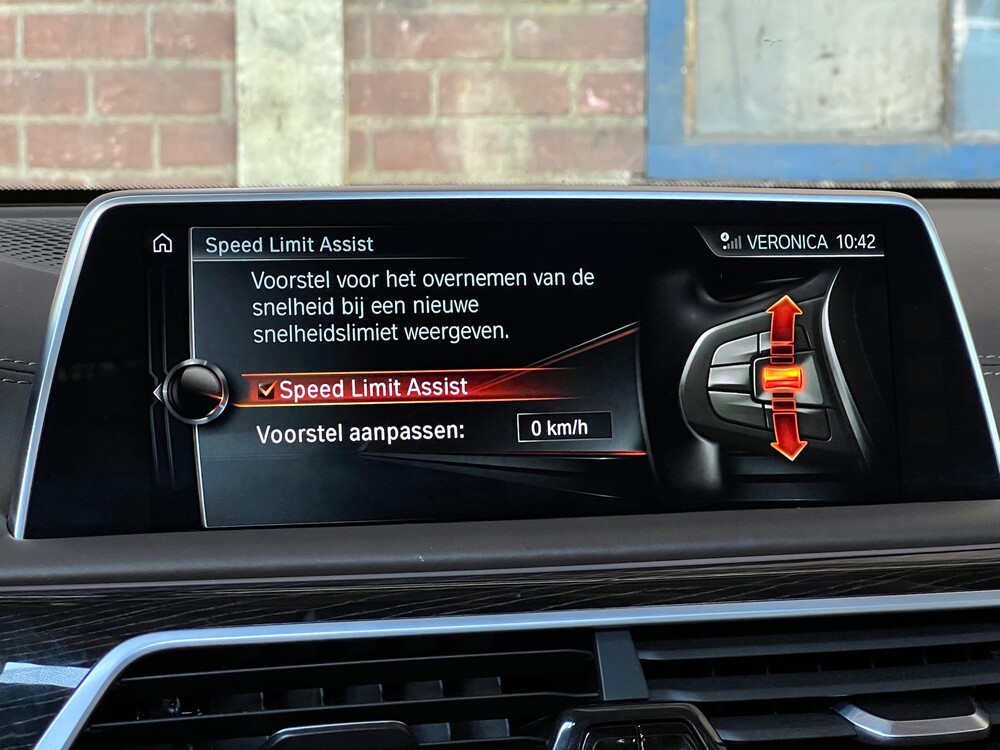 Speed Limit Assist
VERONICA 10:42
Voorstel voor het overnemen van de
snelheid bij een nieuwe
snelheidslimiet weergeven.
Speed Limit Assist
Voorstel aanpassen: 0 km/h